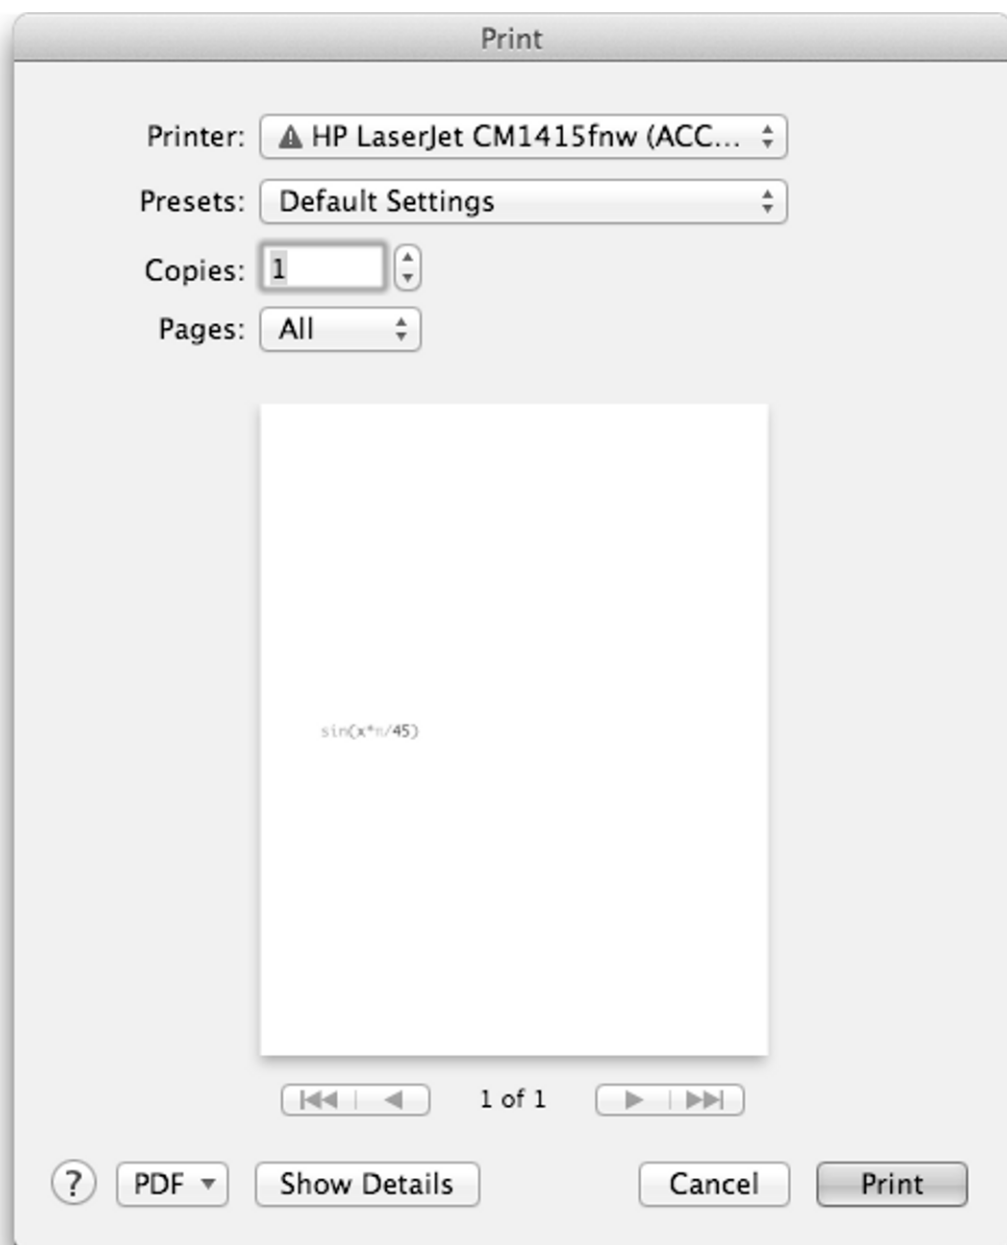 Print
Printer: HP LaserJet CM1415fnw (ACC...
Presets: Default Settings
Copies: 1
Pages: All
sin(x*π/45)
1 of 1
? PDF Show Details Cancel Print